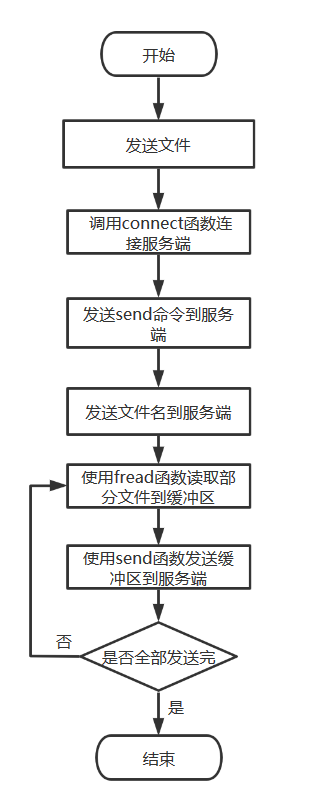 开始
发送文件
调用connect函数连
接服务端
发送send命令到服务
端
发送文件名到服务端
使用fread函数读取部
分文件到缓冲区
使用send函数发送缓
冲区到服务端
否
是否全部发送完
是
结束